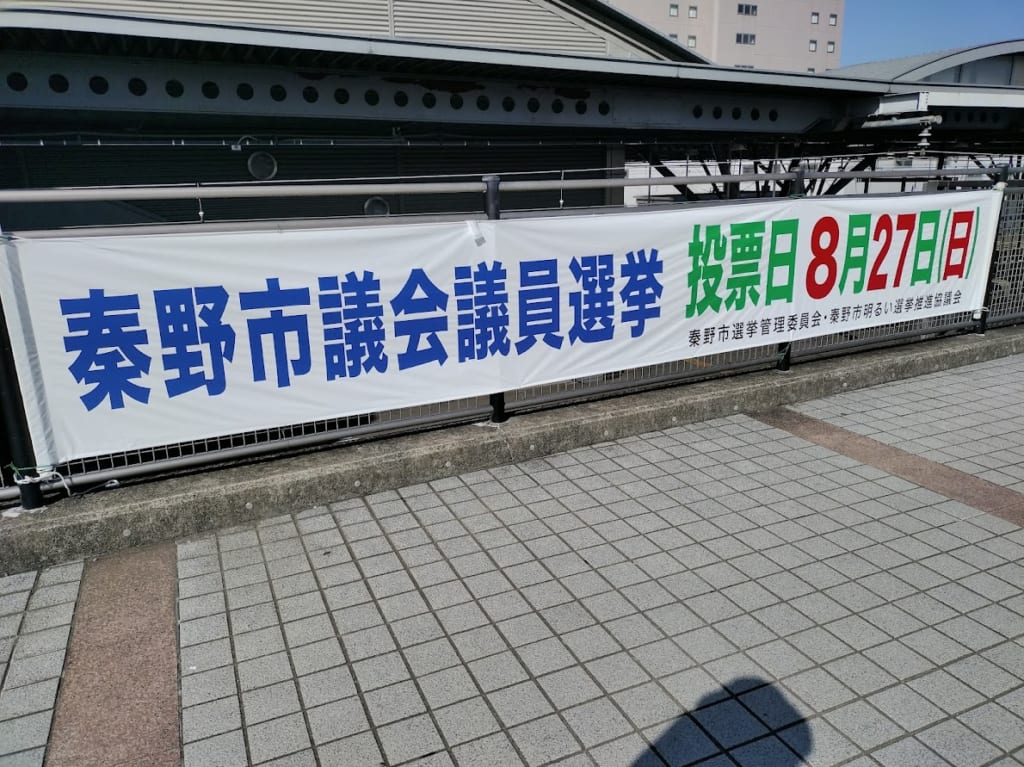 秦野市議会議員選挙
投票日8月27日(日)
秦野市選挙管理委員会・秦野市明るい選挙推進協議会